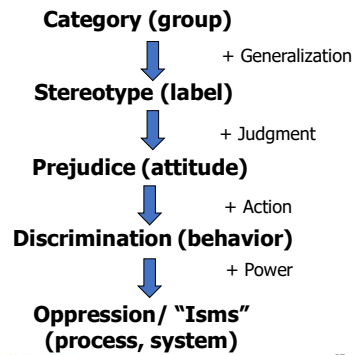 Category (group)
+ Generalization
Stereotype (label)
+ Judgment
Prejudice (attitude)
+ Action
Discrimination (behavior)
+ Power
Oppression/ “Isms”
(process, system)